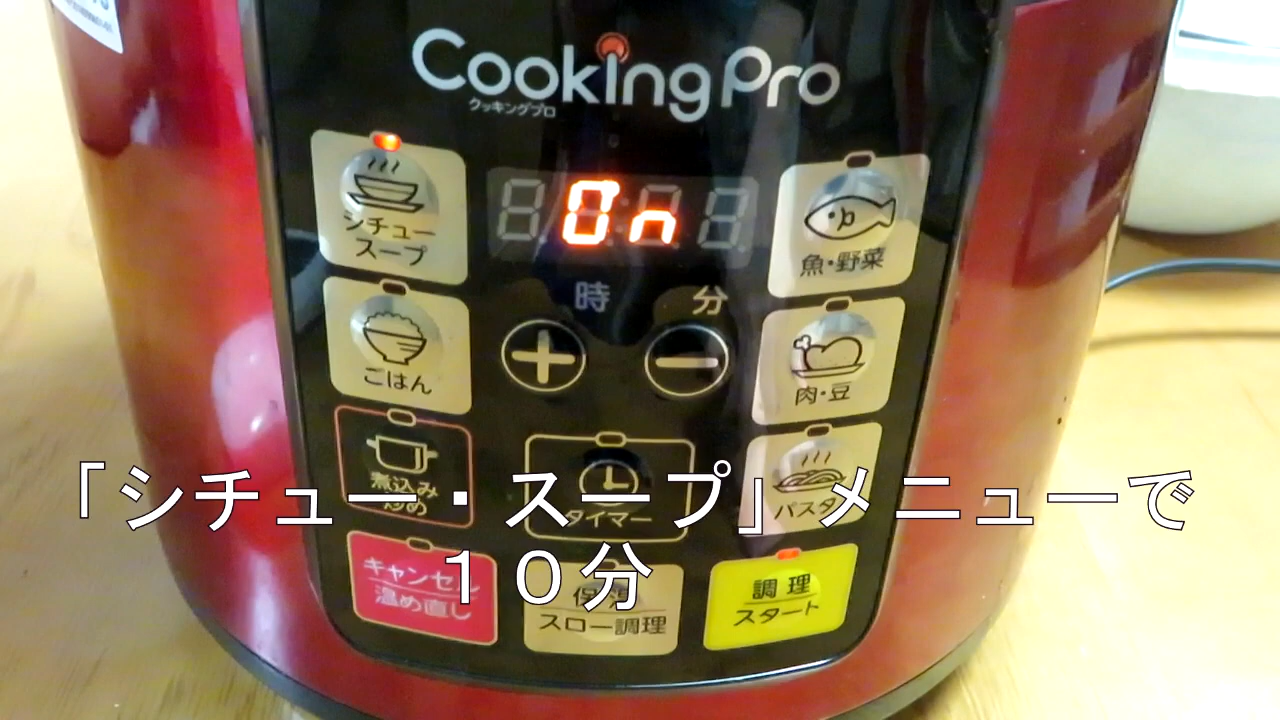 CookingPro
クッキングプロ
シチュー
スープ
0n
魚・野菜
時
分
ごはん
肉・豆
煮込み
炒め
タイマー
パスタ
「シチュー・スープ」メニューで
１０分
キャンセル
温め直し
保温
スロー調理
調理
スタート